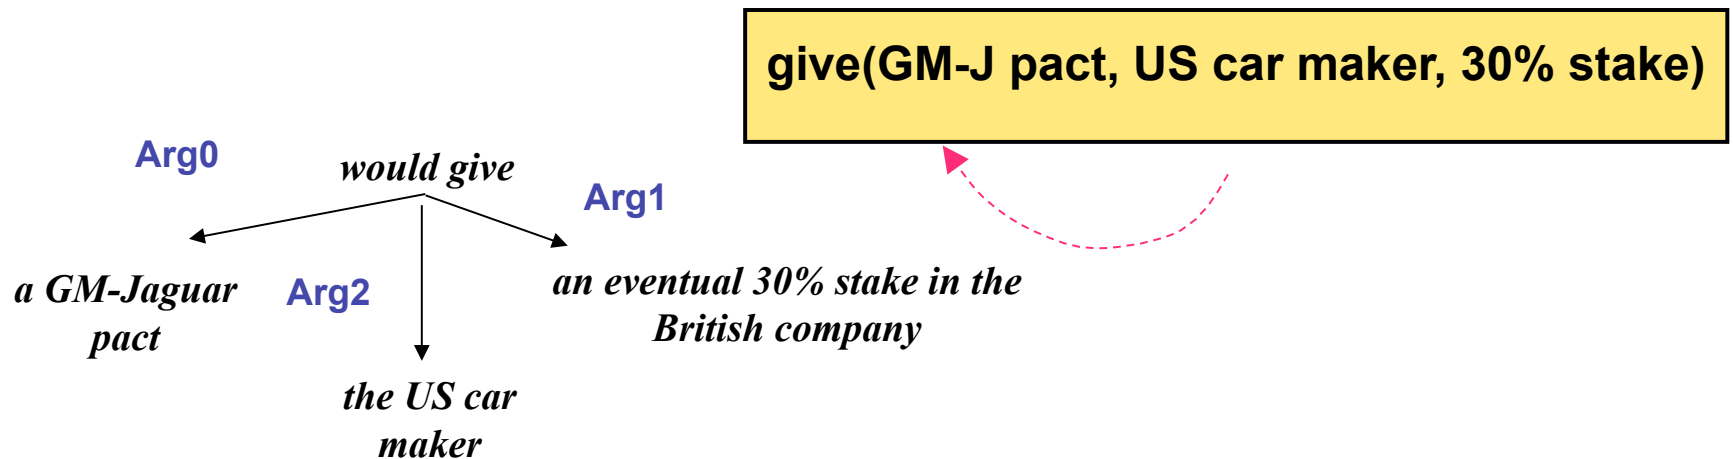 give(GM-J pact, US car maker, 30% stake)
Arg0
would give
Arg1
a GM-Jaguar
pact
Arg2
an eventual 30% stake in the
British company
the US car
maker